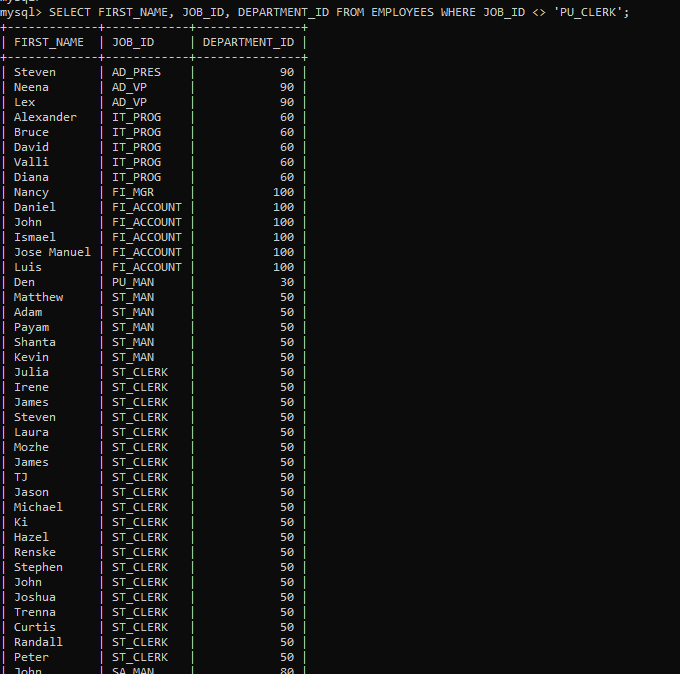 mysql>
mysql> SELECT FIRST_NAME, JOB_ID, DEPARTMENT_ID FROM EMPLOYEES WHERE JOB_ID <> 'PU_CLERK';
+-------------+------------+---------------+
| FIRST_NAME | JOB_ID | DEPARTMENT_ID |
+-------------+------------+---------------+
| Steven | AD_PRES | 90 |
| Neena | AD_VP | 90 |
| Lex | AD_VP | 90 |
| Alexander | IT_PROG | 60 |
| Bruce | IT_PROG | 60 |
| David | IT_PROG | 60 |
| Valli | IT_PROG | 60 |
| Diana | IT_PROG | 60 |
| Nancy | FI_MGR | 100 |
| Daniel | FI_ACCOUNT | 100 |
| John | FI_ACCOUNT | 100 |
| Ismael | FI_ACCOUNT | 100 |
| Jose Manuel | FI_ACCOUNT | 100 |
| Luis | FI_ACCOUNT | 100 |
| Den | PU_MAN | 30 |
| Matthew | ST_MAN | 50 |
| Adam | ST_MAN | 50 |
| Payam | ST_MAN | 50 |
| Shanta | ST_MAN | 50 |
| Kevin | ST_MAN | 50 |
| Julia | ST_CLERK | 50 |
| Irene | ST_CLERK | 50 |
| James | ST_CLERK | 50 |
| Steven | ST_CLERK | 50 |
| Laura | ST_CLERK | 50 |
| Mozhe | ST_CLERK | 50 |
| James | ST_CLERK | 50 |
| TJ | ST_CLERK | 50 |
| Jason | ST_CLERK | 50 |
| Michael | ST_CLERK | 50 |
| Ki | ST_CLERK | 50 |
| Hazel | ST_CLERK | 50 |
| Renske | ST_CLERK | 50 |
| Stephen | ST_CLERK | 50 |
| John | ST_CLERK | 50 |
| Joshua | ST_CLERK | 50 |
| Trenna | ST_CLERK | 50 |
| Curtis | ST_CLERK | 50 |
| Randall | ST_CLERK | 50 |
| Peter | ST_CLERK | 50 |
| John | SA_MAN | 80 |